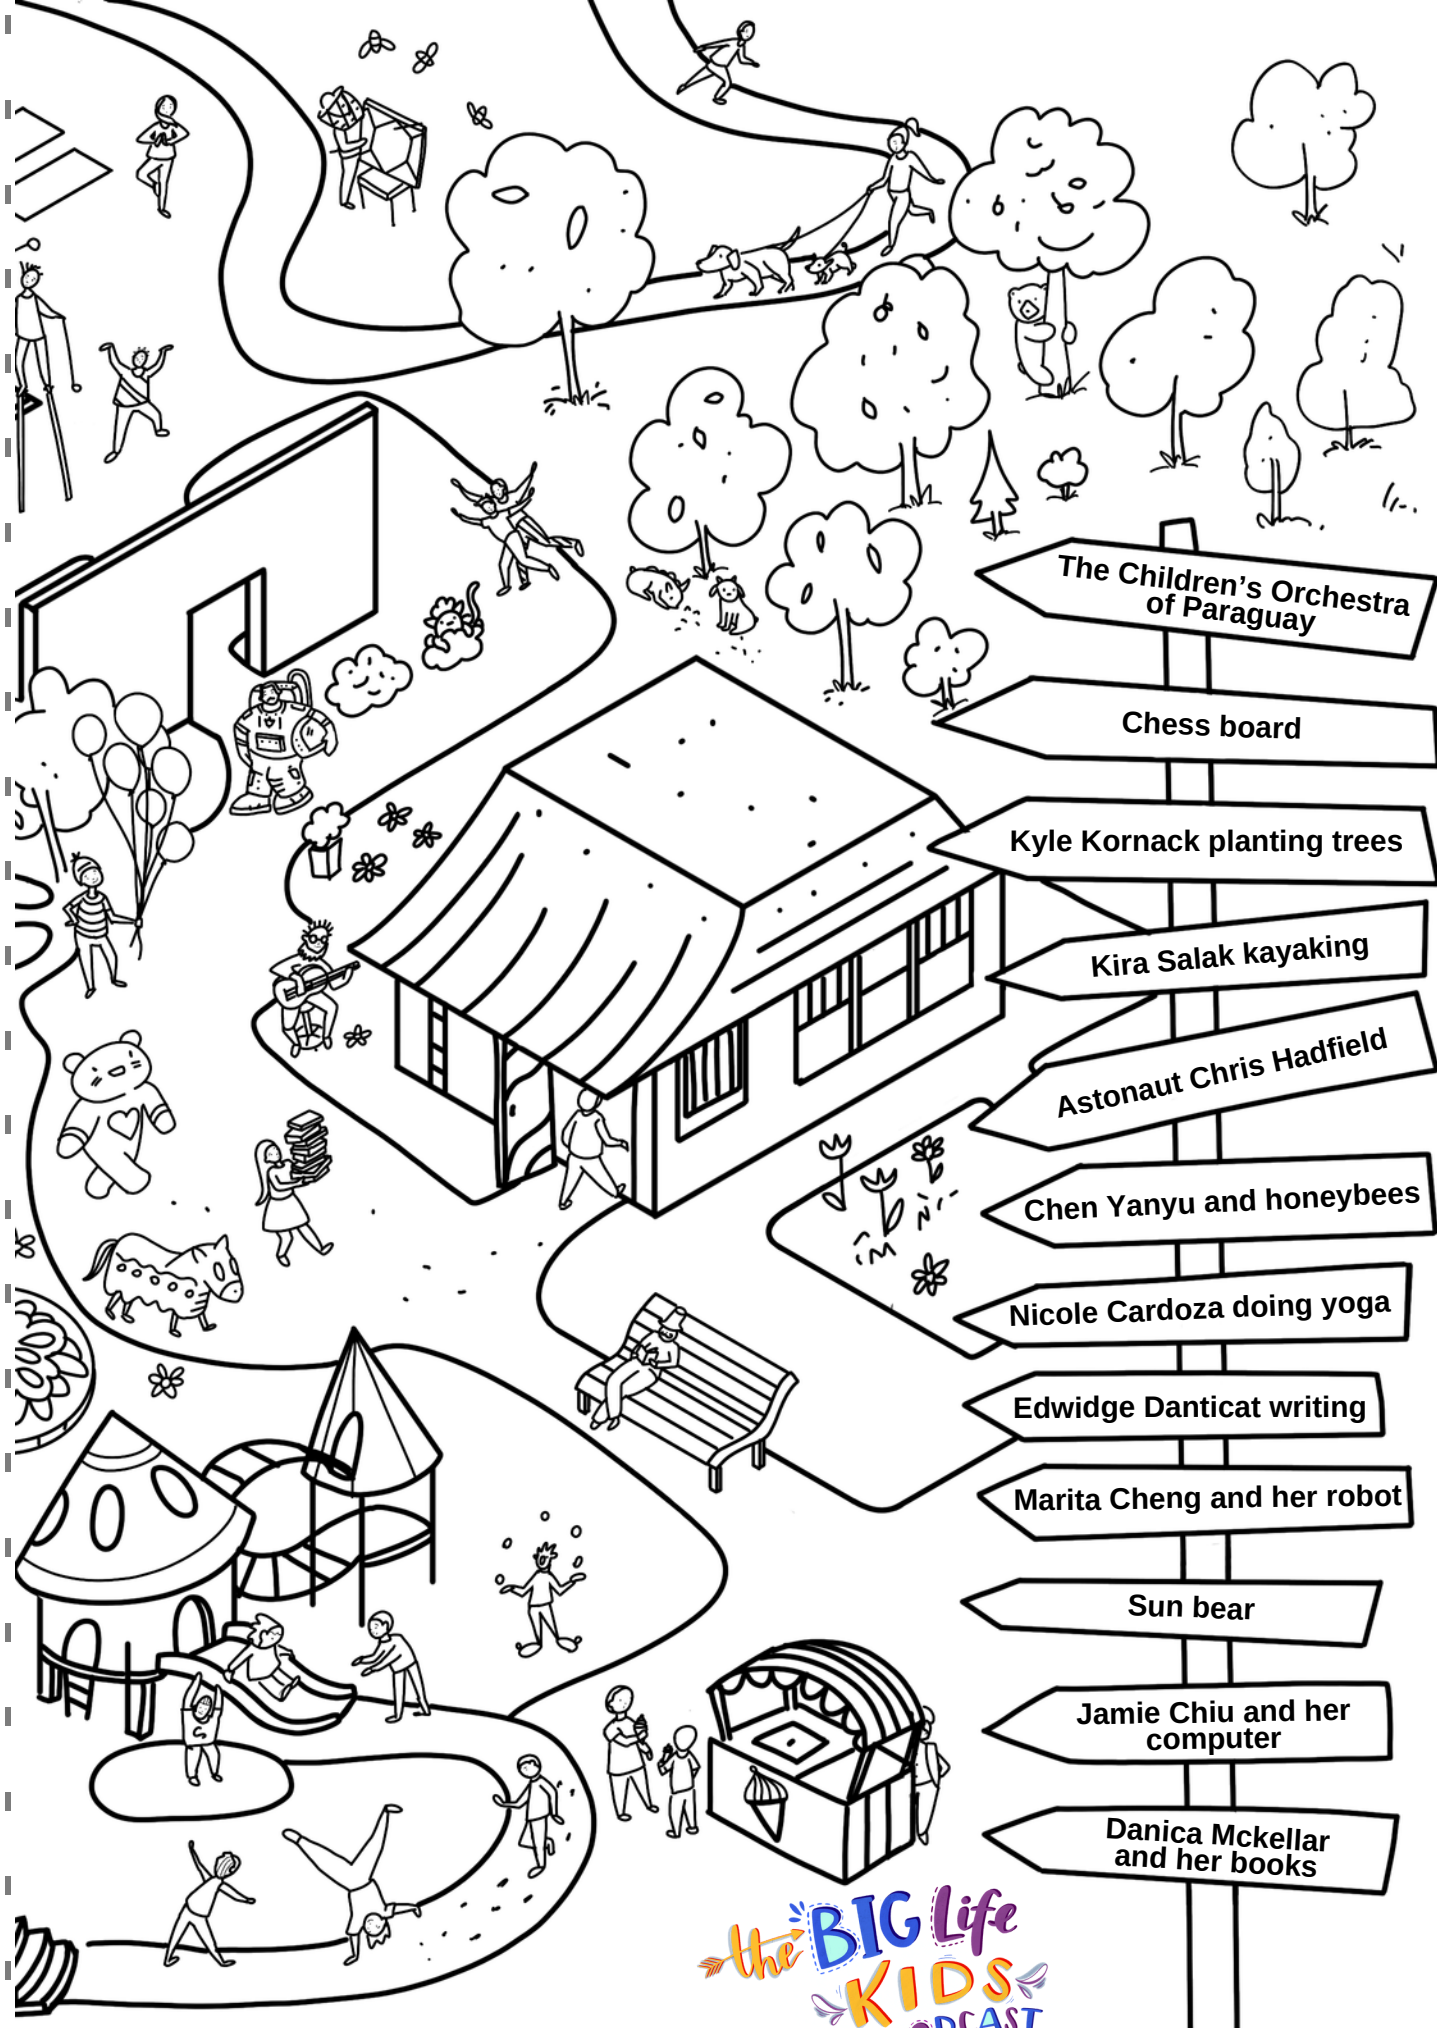 The Children's Orchestra
of Paraguay
Chess board
Kyle Kornack planting trees
Kira Salak kayaking
Astonaut Chris Hadfield
Chen Yanyu and honeybees
Nicole Cardoza doing yoga
Edwidge Danticat writing
Marita Cheng and her robot
Sun bear
Jamie Chiu and her
computer
Danica Mckellar
and her books
the BIG Life
KIDS